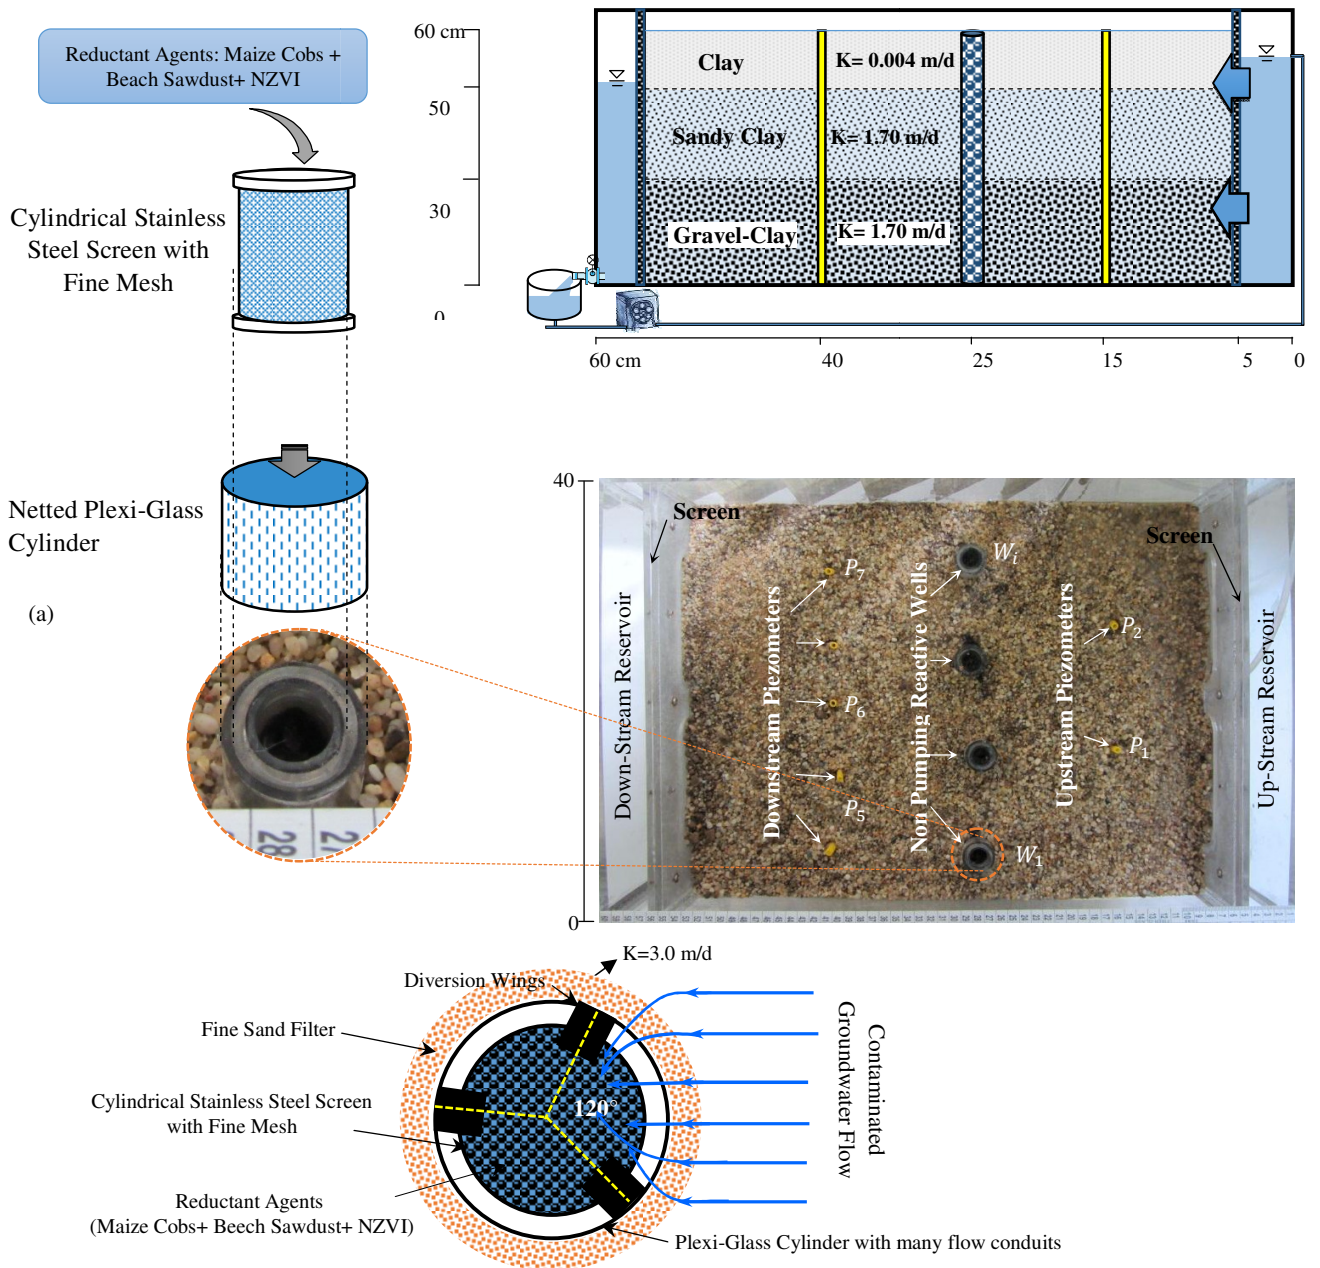 Reductant Agents: Maize Cobs +
Beach Sawdust+ NZVI
Cylindrical Stainless
Steel Screen with
Fine Mesh
Netted Plexi-Glass
Cylinder
(a)
28
60 cm
50
30
0
Clay
K= 0.004 m/d
Sandy Clay
K= 1.70 m/d
Gravel-Clay
K= 1.70 m/d
60 cm
40
25
15
5
0
40
0
Screen
Screen
Down-Stream Reservoir
Downstream Piezometers
Non Pumping Reactive Wells
Upstream Piezometers
Up-Stream Reservoir
P7
P6
P5
Wi
W1
P2
P1
K=3.0 m/d
Diversion Wings
Fine Sand Filter
Cylindrical Stainless Steel Screen
with Fine Mesh
120°
Reductant Agents
(Maize Cobs+ Beech Sawdust+ NZVI)
Plexi-Glass Cylinder with many flow conduits
Contaminated
Groundwater Flow